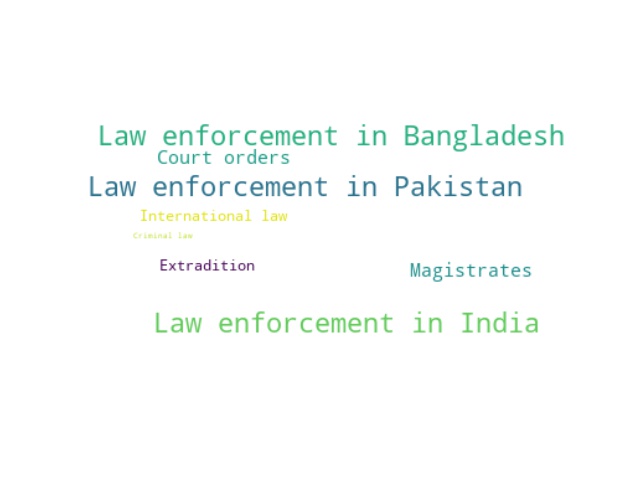 Law enforcement in Bangladesh
Court orders
Law enforcement in Pakistan
International law
Criminal law
Extradition
Magistrates
Law enforcement in India